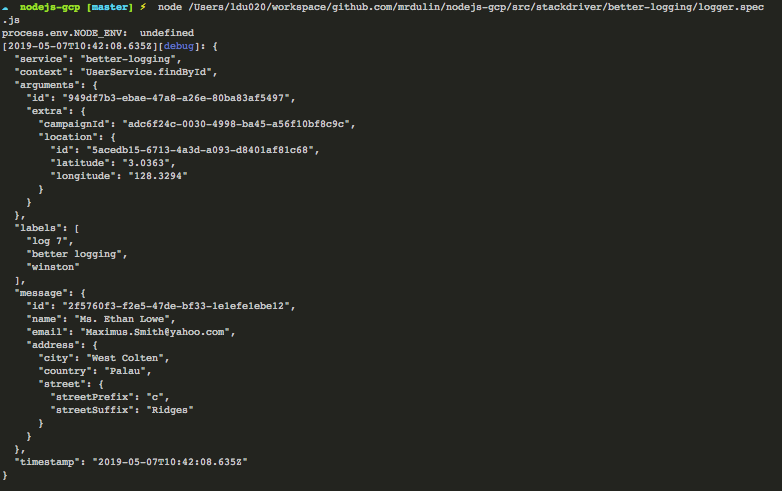 nodejs-gcp [master] ⚡ node /Users/ldu020/workspace/github.com/mrdulin/nodejs-gcp/src/stackdriver/better-logging/logger.spec
.js
process.env.NODE_ENV:  undefined
[2019-05-07T10:42:08.635Z][debug]: {
  "service": "better-logging",
  "context": "UserService.findById",
  "arguments": {
    "id": "949df7b3-ebae-47a8-a26e-80ba83af5497",
    "extra": {
      "campaignId": "adc6f24c-0030-4998-ba45-a56f10bf8c9c",
      "location": {
        "id": "5acedb15-6713-4a3d-a093-d8401af81c68",
        "latitude": "3.0363",
        "longitude": "128.3294"
      }
    }
  },
  "labels": [
    "log 7",
    "better logging",
    "winston"
  ],
  "message": {
    "id": "2f5760f3-f2e5-47de-bf33-1e1efe1ebe12",
    "name": "Ms. Ethan Lowe",
    "email": "Maximus.Smith@yahoo.com",
    "address": {
      "city": "West Colten",
      "country": "Palau",
      "street": {
        "streetPrefix": "c",
        "streetSuffix": "Ridges"
      }
    }
  },
  "timestamp": "2019-05-07T10:42:08.635Z"
}